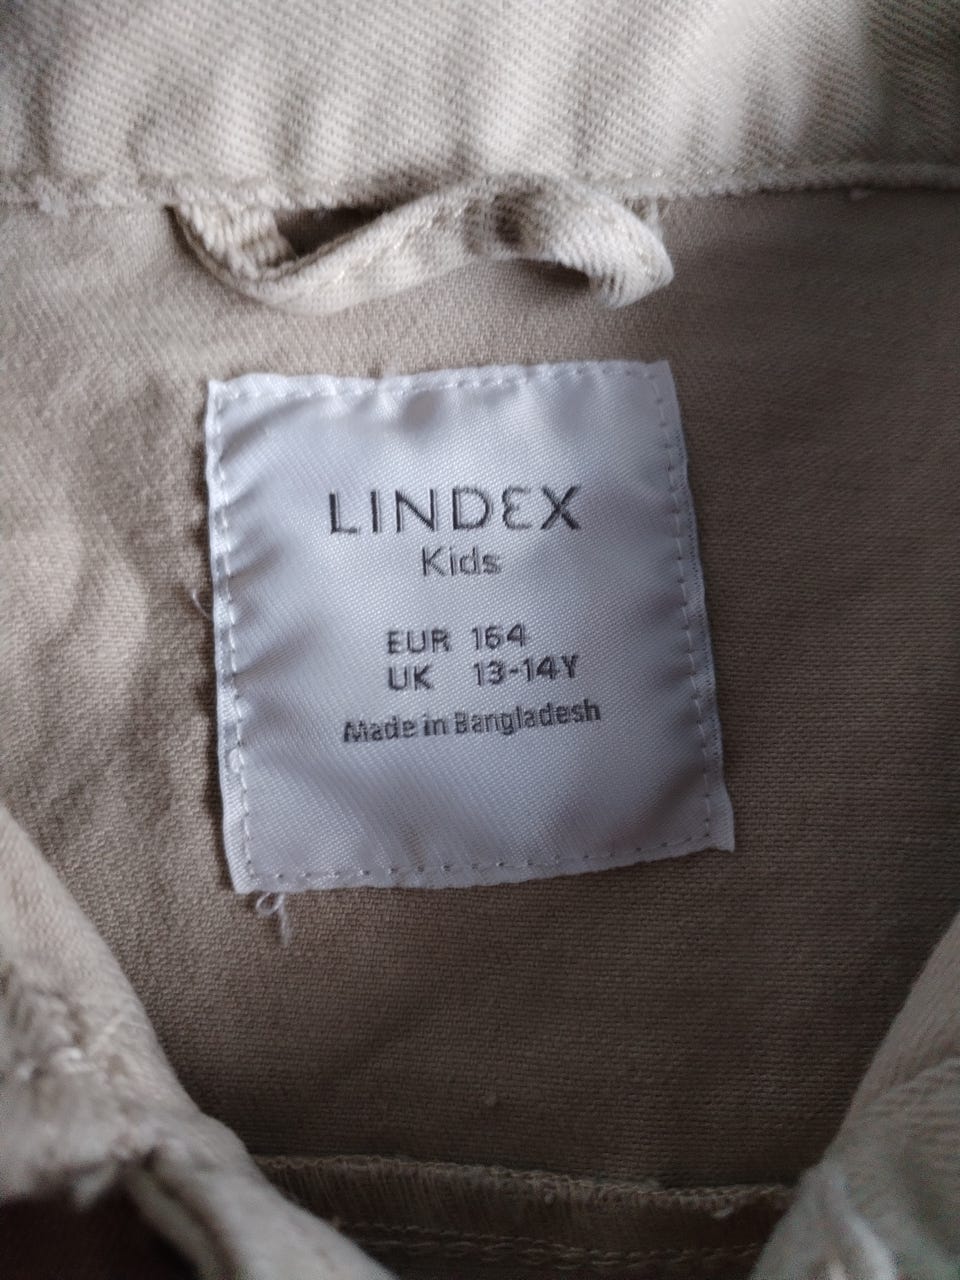 LINDEX
Kids
EUR 164
UK 13-14Y
Made in Bangladesh